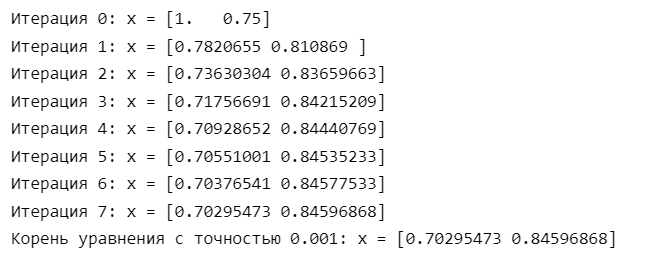 Итерация 0: x = [1.   0.75]
Итерация 1: x = [0.7820655 0.810869 ]
Итерация 2: x = [0.73630304 0.83659663]
Итерация 3: x = [0.71756691 0.84215209]
Итерация 4: x = [0.70928652 0.84440769]
Итерация 5: x = [0.70551001 0.84535233]
Итерация 6: x = [0.70376541 0.84577533]
Итерация 7: x = [0.70295473 0.84596868]
Корень уравнения с точностью 0.001: x = [0.70295473 0.84596868]